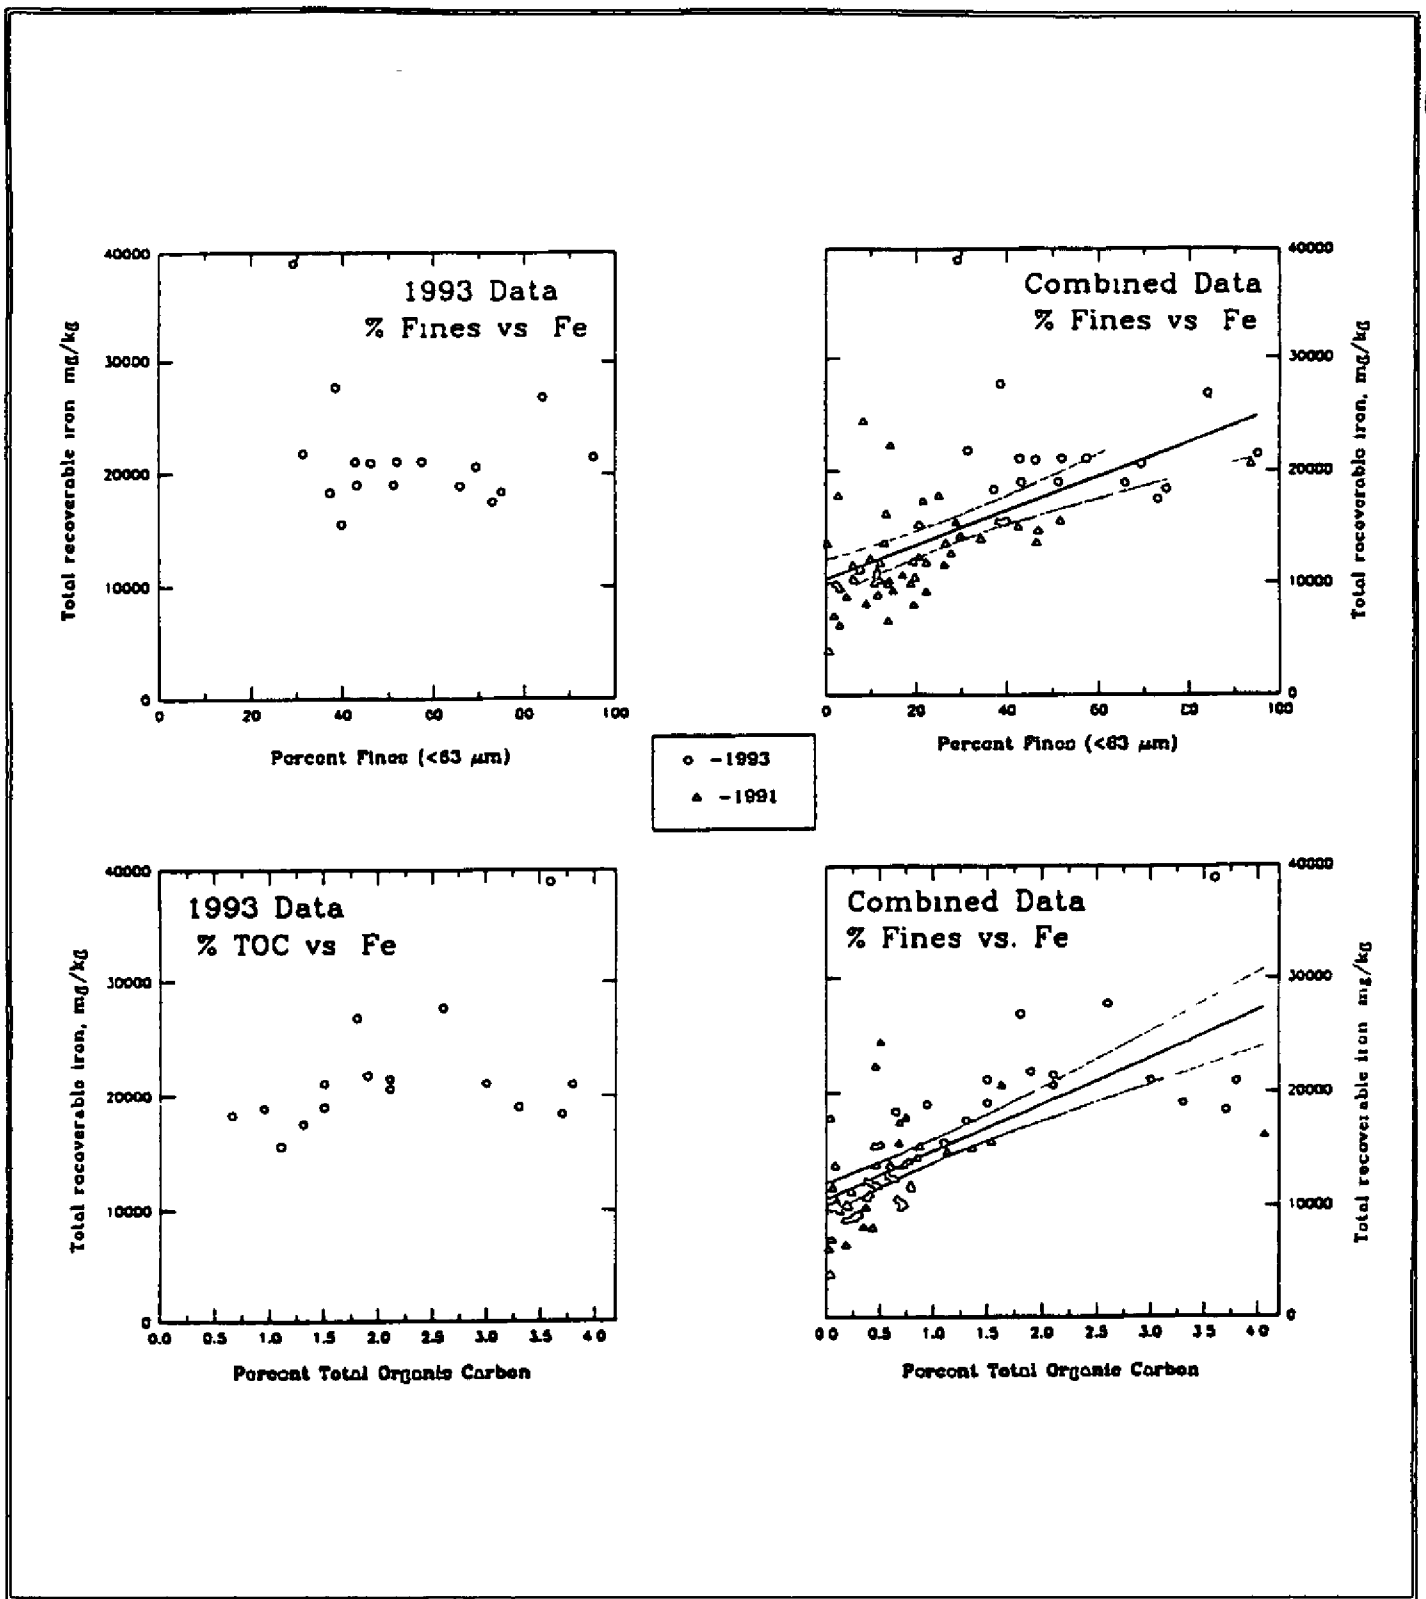 1993 Data
% Fines vs Fe
Total recoverable iron mg/kg
40000
30000
20000
10000
0
0 20 40 60 80 100
Percent Fines (<63 µm)
Combined Data
% Fines vs Fe
Total recoverable iron, mg/kg
40000
30000
20000
10000
0
0 20 40 60 80 100
Percent Fines (<63 µm)
o -1993
▵ -1991
1993 Data
% TOC vs Fe
Total recoverable iron, mg/kg
40000
30000
20000
10000
0
0.0 0.5 1.0 1.5 2.0 2.5 3.0 3.5 4 0
Percent Total Organic Carbon
Combined Data
% Fines vs. Fe
Total recoverable iron mg/kg
40000
30000
20000
10000
0
0 0 0.5 1.0 1.5 2.0 2.5 3.0 3 5 4 0
Percent Total Organic Carbon